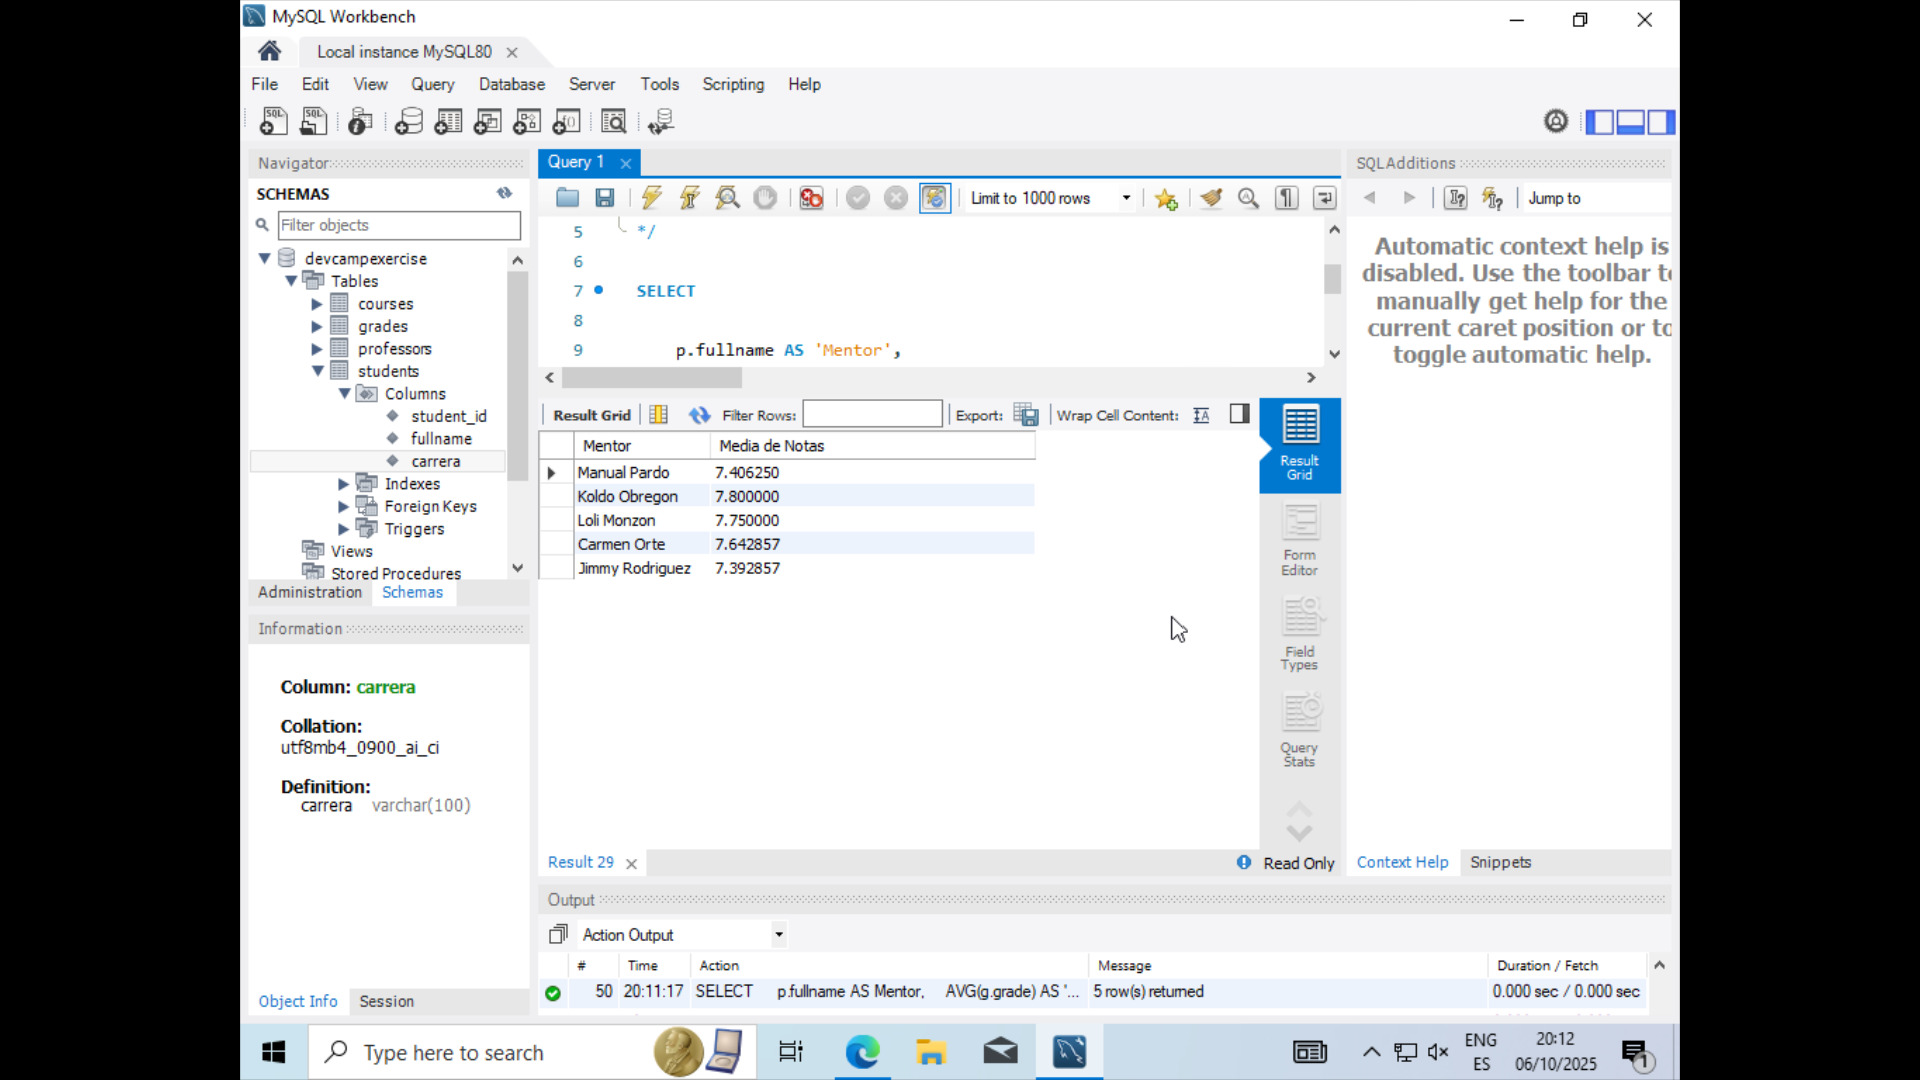 MySQL Workbench
Local instance MySQL80
File Edit View Query Database Server Tools Scripting Help
Navigator
SCHEMAS
Filter objects
devcampexercise
Tables
courses
grades
professors
students
Columns
student_id
fullname
carrera
Indexes
Foreign Keys
Triggers
Views
Stored Procedures
Administration Schemas
Information
Column: carrera
Collation:
utf8mb4_0900_ai_ci
Definition:
carrera varchar(100)
Object Info Session
Query 1
Limit to 1000 rows
5 */
6
7 SELECT
8
9 p.fullname AS 'Mentor',
Result Grid Filter Rows: Export: Wrap Cell Content:
Mentor Media de Notas
Manual Pardo 7.406250
Koldo Obregon 7.800000
Loli Monzon 7.750000
Carmen Orte 7.642857
Jimmy Rodriguez 7.392857
Result
Grid
Form
Editor
Field
Types
Query
Stats
Result 29
Read Only
SQLAdditions
Jump to
Automatic context help is
disabled. Use the toolbar to
manually get help for the
current caret position or to
toggle automatic help.
Context Help Snippets
Output
Action Output
# Time Action Message Duration / Fetch
50 20:11:17 SELECT p.fullname AS Mentor, AVG(g.grade) AS '... 5 row(s) returned 0.000 sec / 0.000 sec
Type here to search
ENG
ES
20:12
06/10/2025
1